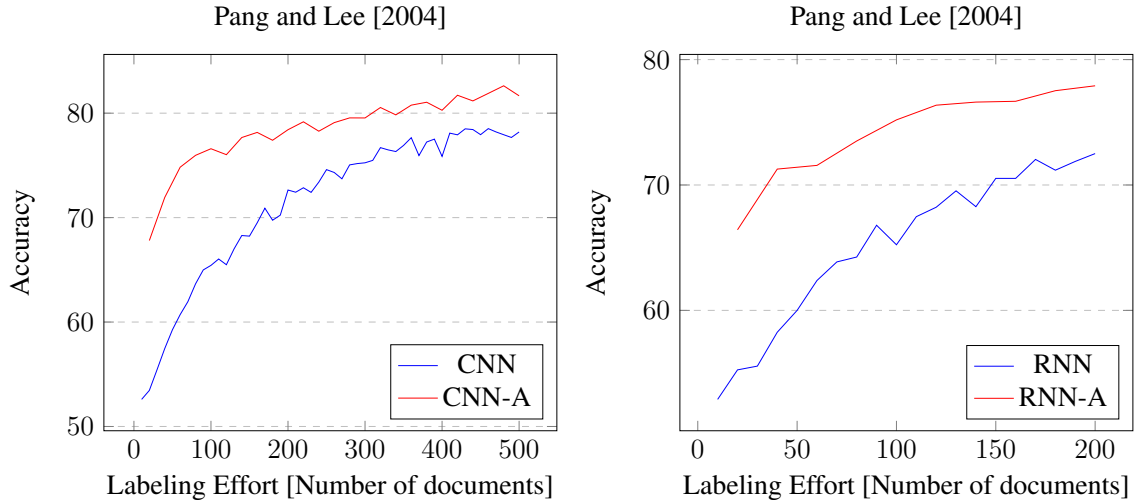 Pang and Lee [2004]
80
70
60
50
Accuracy
0 100 200 300 400 500
Labeling Effort [Number of documents]
CNN
CNN-A
Pang and Lee [2004]
80
70
60
Accuracy
0 50 100 150 200
Labeling Effort [Number of documents]
RNN
RNN-A